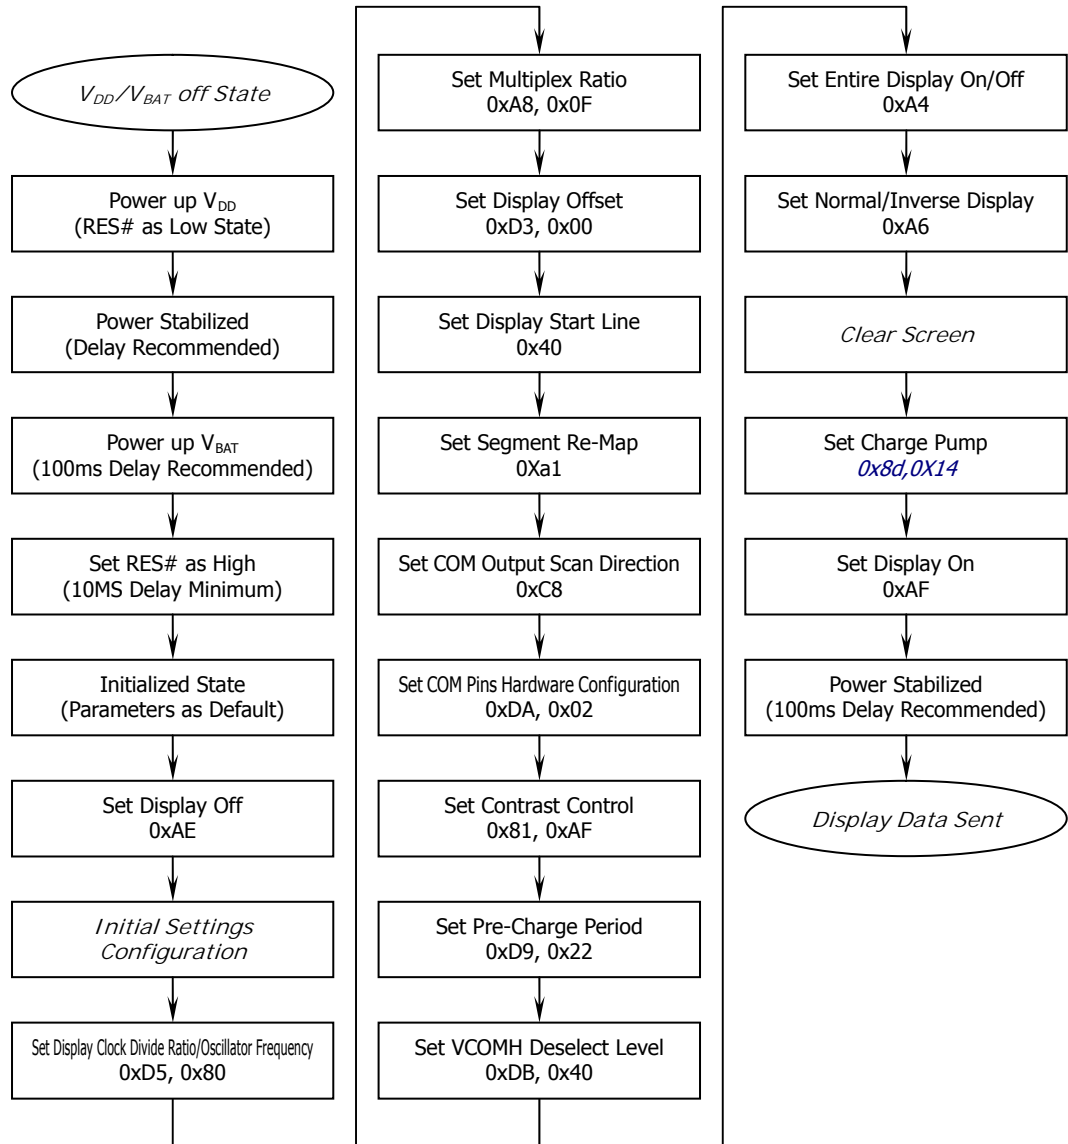 V_DD/V_BAT off State
Power up V_DD
(RES# as Low State)
Power Stabilized
(Delay Recommended)
Power up V_BAT
(100ms Delay Recommended)
Set RES# as High
(10MS Delay Minimum)
Initialized State
(Parameters as Default)
Set Display Off
0xAE
Initial Settings
Configuration
Set Display Clock Divide Ratio/Oscillator Frequency
0xD5, 0x80
Set Multiplex Ratio
0xA8, 0x0F
Set Display Offset
0xD3, 0x00
Set Display Start Line
0x40
Set Segment Re-Map
0Xa1
Set COM Output Scan Direction
0xC8
Set COM Pins Hardware Configuration
0xDA, 0x02
Set Contrast Control
0x81, 0xAF
Set Pre-Charge Period
0xD9, 0x22
Set VCOMH Deselect Level
0xDB, 0x40
Set Entire Display On/Off
0xA4
Set Normal/Inverse Display
0xA6
Clear Screen
Set Charge Pump
0x8d,0X14
Set Display On
0xAF
Power Stabilized
(100ms Delay Recommended)
Display Data Sent